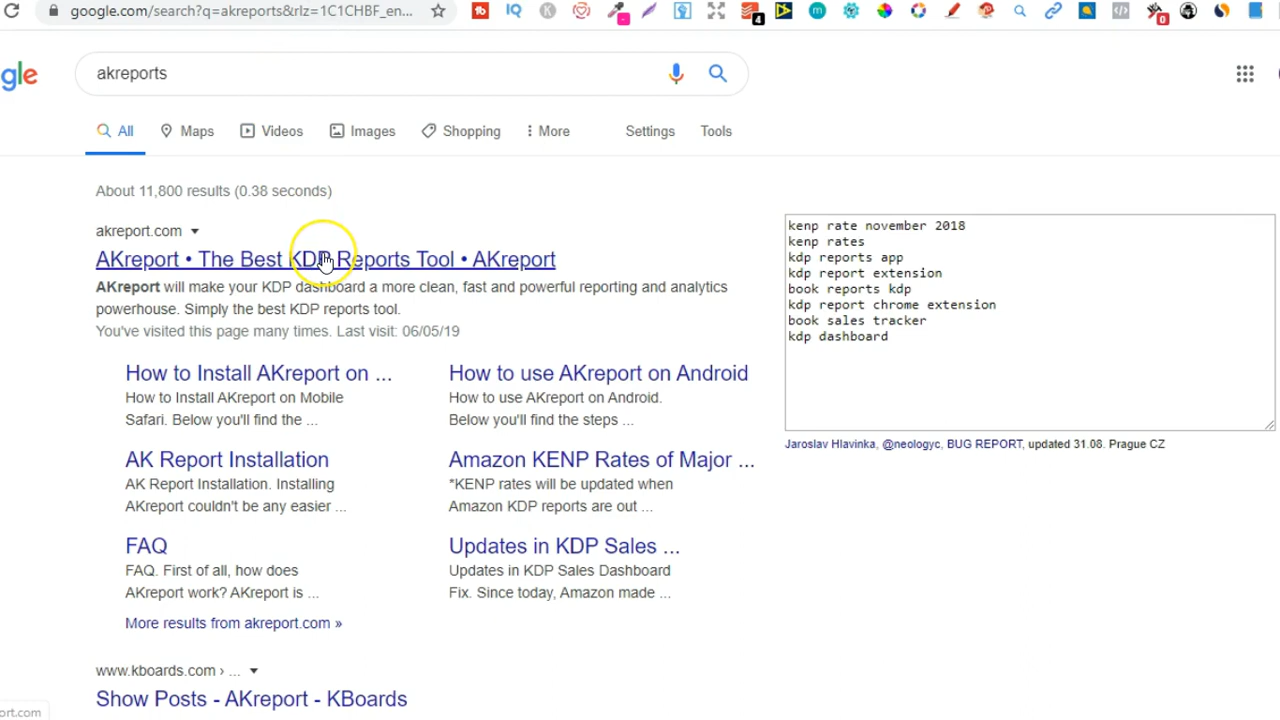 google.com/search?q=akreports&rlz=1C1CHBF_en...
4
0
gle
akreports
All
Maps
Videos
Images
Shopping
More
Settings
Tools
About 11,800 results (0.38 seconds)
akreport.com
AKreport • The Best KDP Reports Tool • AKreport
AKreport will make your KDP dashboard a more clean, fast and powerful reporting and analytics
powerhouse. Simply the best KDP reports tool.
You've visited this page many times. Last visit: 06/05/19
How to Install AKreport on ...
How to Install AKreport on Mobile
Safari. Below you'll find the ...
How to use AKreport on Android
How to use AKreport on Android.
Below you'll find the steps ...
AK Report Installation
AK Report Installation. Installing
AKreport couldn't be any easier ...
Amazon KENP Rates of Major ...
*KENP rates will be updated when
Amazon KDP reports are out ...
FAQ
FAQ. First of all, how does
AKreport work? AKreport is ...
Updates in KDP Sales ...
Updates in KDP Sales Dashboard
Fix. Since today, Amazon made ...
More results from akreport.com »
www.kboards.com › ...
Show Posts - AKreport - KBoards
kenp rate november 2018
kenp rates
kdp reports app
kdp report extension
book reports kdp
kdp report chrome extension
book sales tracker
kdp dashboard
Jaroslav Hlavinka, @neologyc, BUG REPORT, updated 31.08. Prague CZ
ort.com